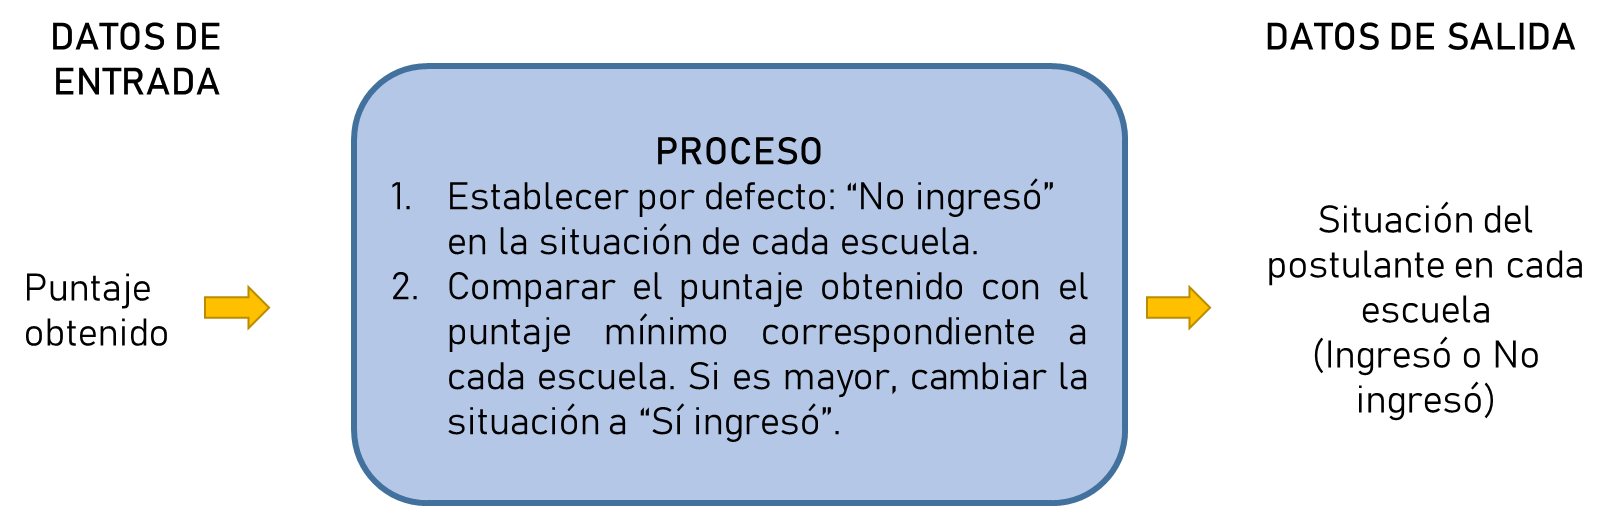 DATOS DE
ENTRADA
Puntaje
obtenido
PROCESO
1. Establecer por defecto: “No ingresó”
en la situación de cada escuela.
2. Comparar el puntaje obtenido con el
puntaje mínimo correspondiente a
cada escuela. Si es mayor, cambiar la
situación a “Sí ingresó”.
DATOS DE SALIDA
Situación del
postulante en cada
escuela
(Ingresó o No
ingresó)